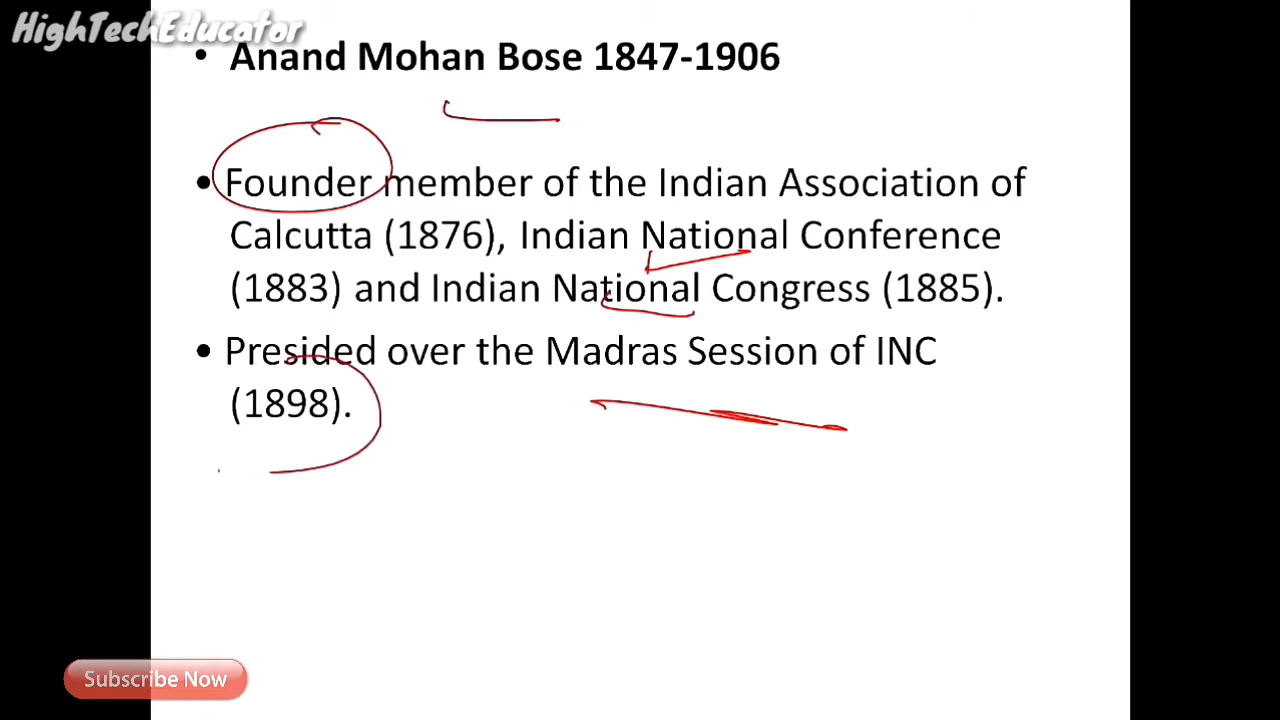 HighTechEducator
• Anand Mohan Bose 1847-1906
• Founder member of the Indian Association of
Calcutta (1876), Indian National Conference
(1883) and Indian National Congress (1885).
• Presided over the Madras Session of INC
(1898).
Subscribe Now